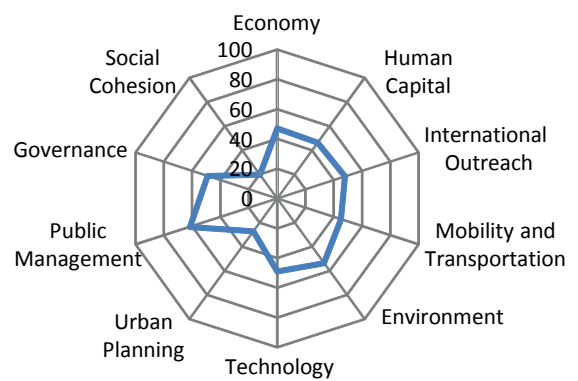 Economy
Human
Capital
International
Outreach
Mobility and
Transportation
Environment
Technology
Urban
Planning
Public
Management
Governance
Social
Cohesion
100
80
60
40
20
0